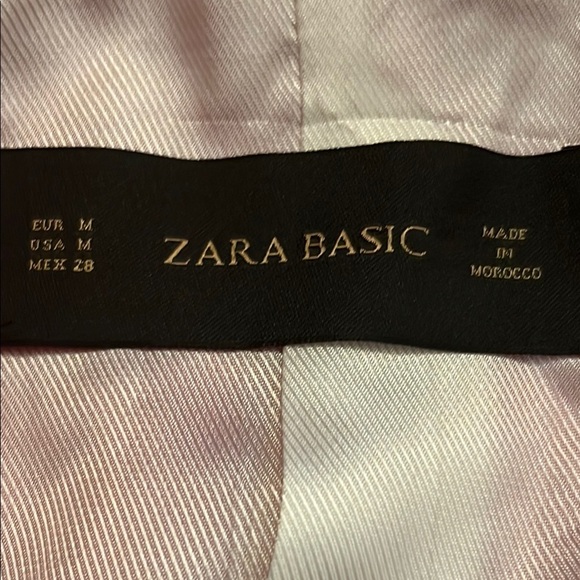 EUR M
USA M
MEX 28
ZARA BASIC
MADE
IN
MOROCCO